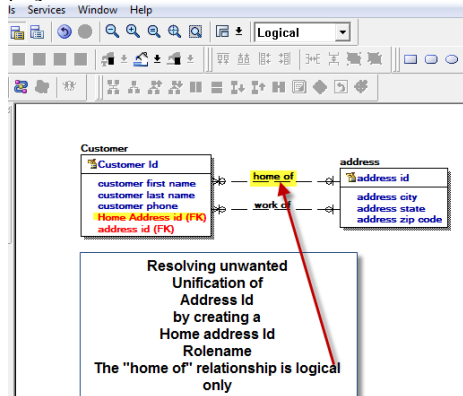 ls Services Window Help
Logical
Customer
Customer Id
customer first name
customer last name
customer phone
Home Address id (FK)
address id (FK)
home of
work of
address
address id
address city
address state
address zip code
Resolving unwanted
Unification of
Address Id
by creating a
Home address Id
Rolename
The "home of" relationship is logical
only